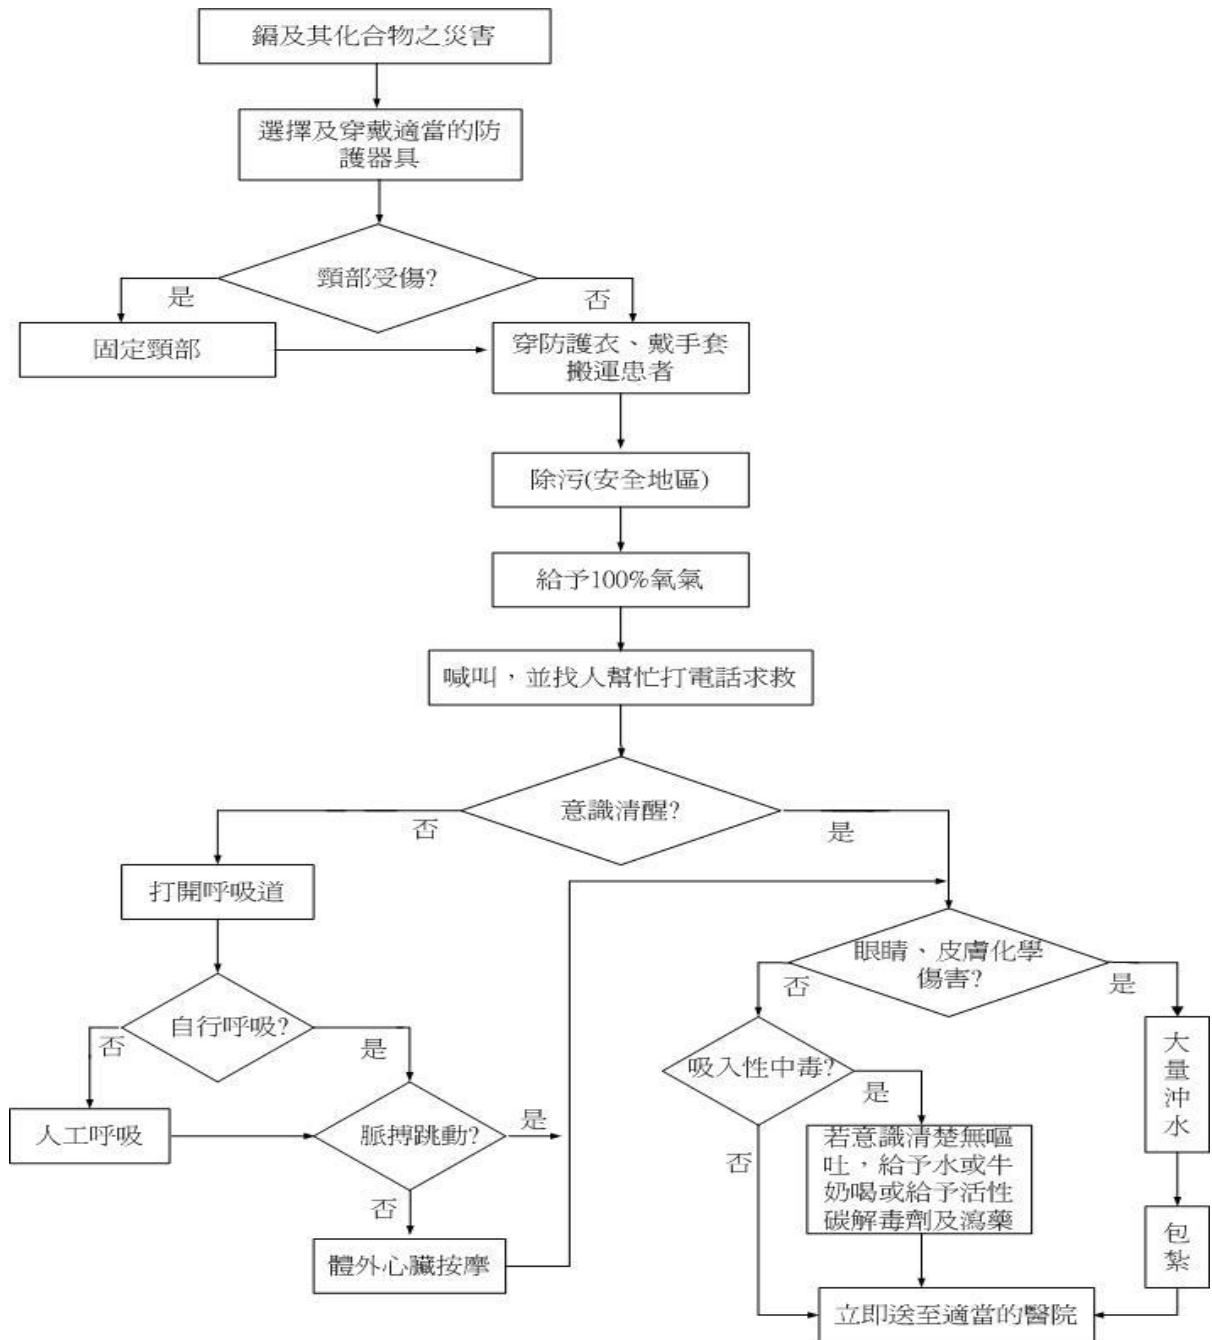 鎘及其化合物之災害
選擇及穿戴適當的防
護器具
頸部受傷?
是
否
固定頸部
穿防護衣、戴手套
搬運患者
除污(安全地區)
給予100%氧氣
喊叫，並找人幫忙打電話求救
意識清醒?
否
是
打開呼吸道
眼睛、皮膚化學
傷害?
否
是
自行呼吸?
否
是
吸入性中毒?
是
否
大
量
沖
水
人工呼吸
脈搏跳動?
是
否
若意識清楚無嘔
吐，給予水或牛
奶喝或給予活性
碳解毒劑及瀉藥
體外心臟按摩
包
紮
立即送至適當的醫院